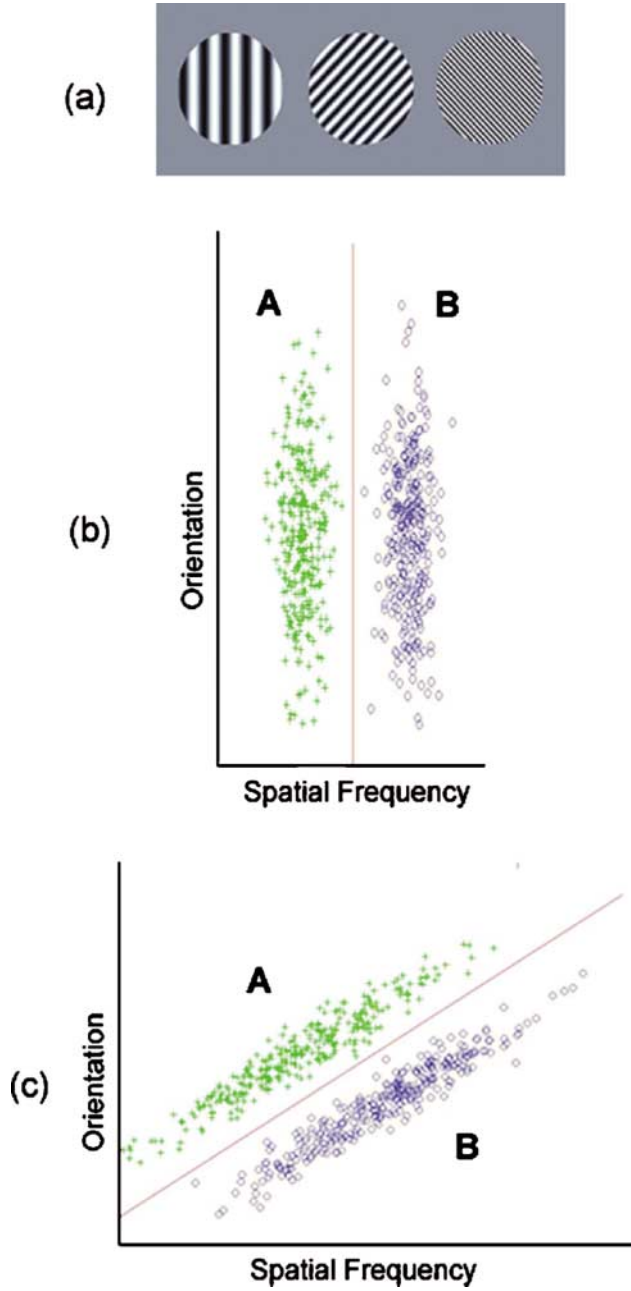 (a)
A
B
Orientation
(b)
Spatial Frequency
A
Orientation
(c)
B
Spatial Frequency